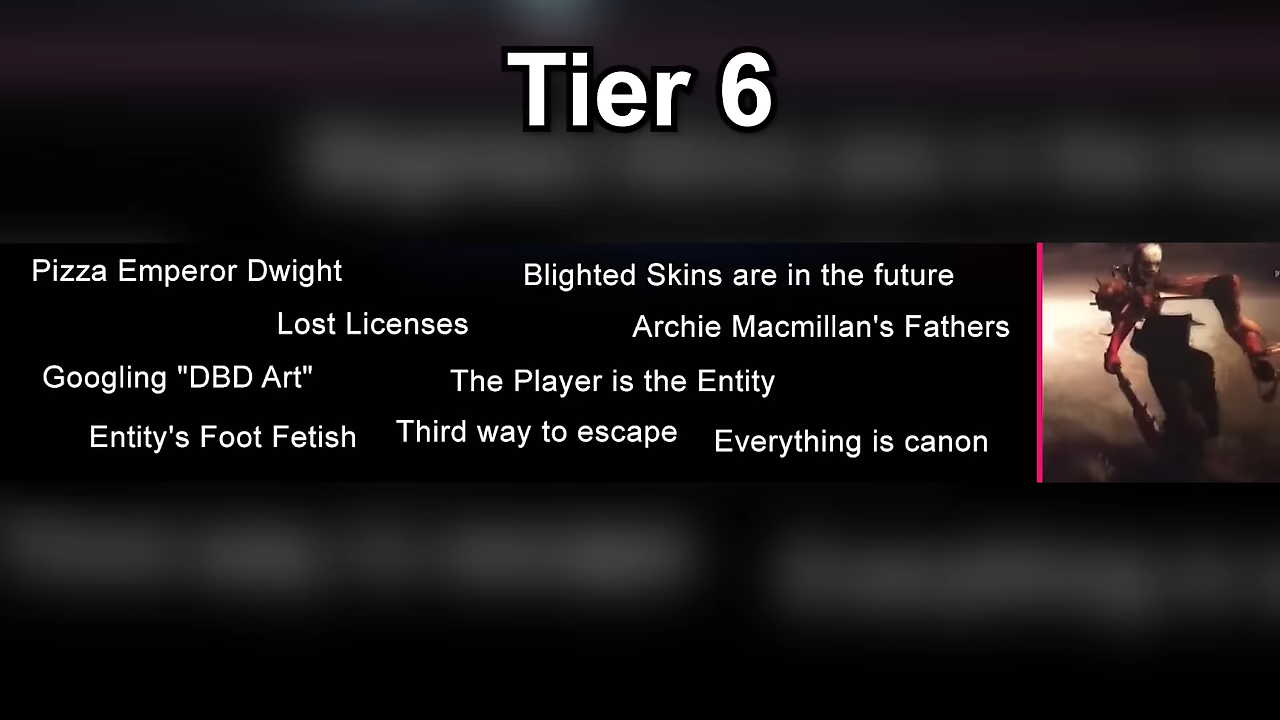 Tier 6
Pizza Emperor Dwight
Blighted Skins are in the future
Lost Licenses
Archie Macmillan's Fathers
Googling "DBD Art"
The Player is the Entity
Entity's Foot Fetish
Third way to escape
Everything is canon